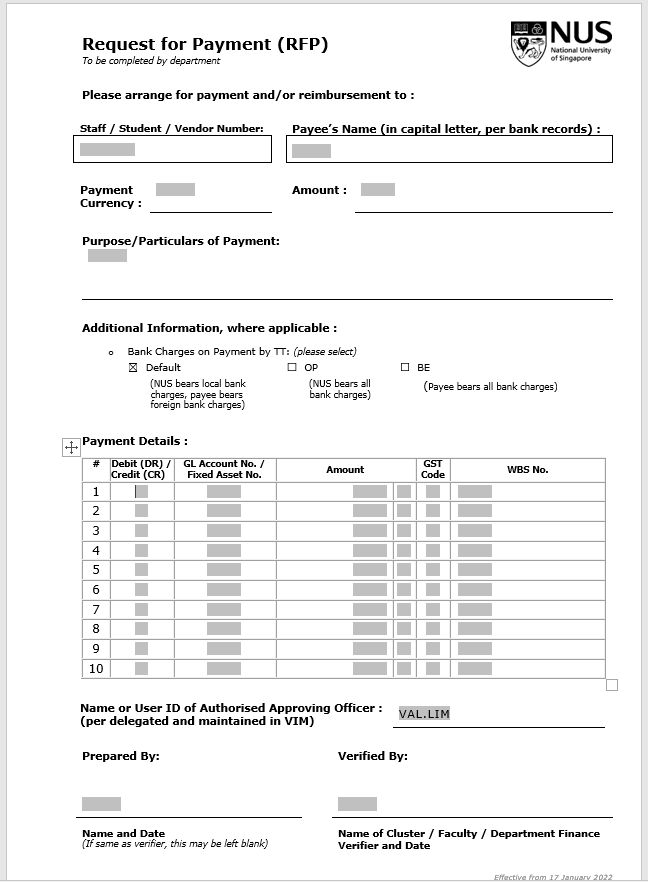 Request for Payment (RFP)
To be completed by department
NUS
National University
of Singapore
Please arrange for payment and/or reimbursement to :
Staff / Student / Vendor Number:
Payee's Name (in capital letter, per bank records) :
Payment
Currency :
Amount :
Purpose/Particulars of Payment:
Additional Information, where applicable :
o Bank Charges on Payment by TT: (please select)
☒ Default ☐ OP ☐ BE
(NUS bears local bank
charges, payee bears
foreign bank charges)
(NUS bears all
bank charges)
(Payee bears all bank charges)
Payment Details :
# Debit (DR) / Credit (CR) GL Account No. / Fixed Asset No. Amount GST Code WBS No.
1
2
3
4
5
6
7
8
9
10
Name or User ID of Authorised Approving Officer :
(per delegated and maintained in VIM)
VAL.LIM
Prepared By:
Verified By:
Name and Date
(If same as verifier, this may be left blank)
Name of Cluster / Faculty / Department Finance
Verifier and Date
Effective from 17 January 2022